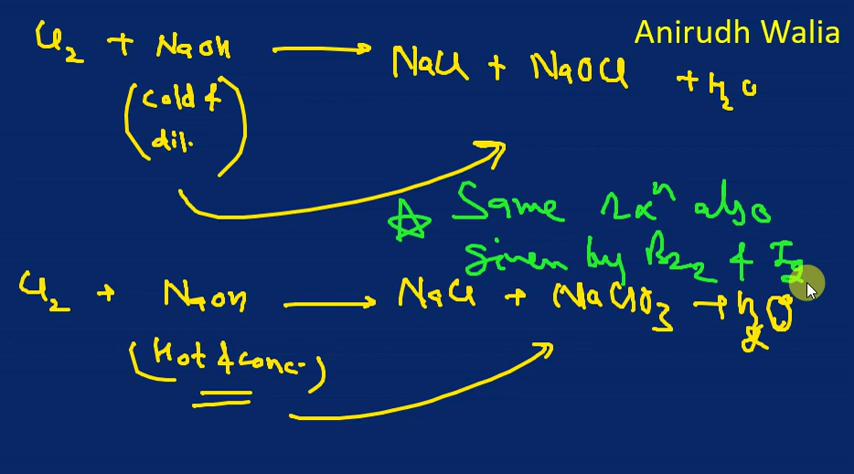 Anirudh Walia
Cl2 + NaOH → NaCl + NaOCl + H2O
(Cold & dil.)
☆ Same rxn also
given by Br2 & I2
Cl2 + NaOH → NaCl + NaClO3 + H2O
(Hot & conc.)